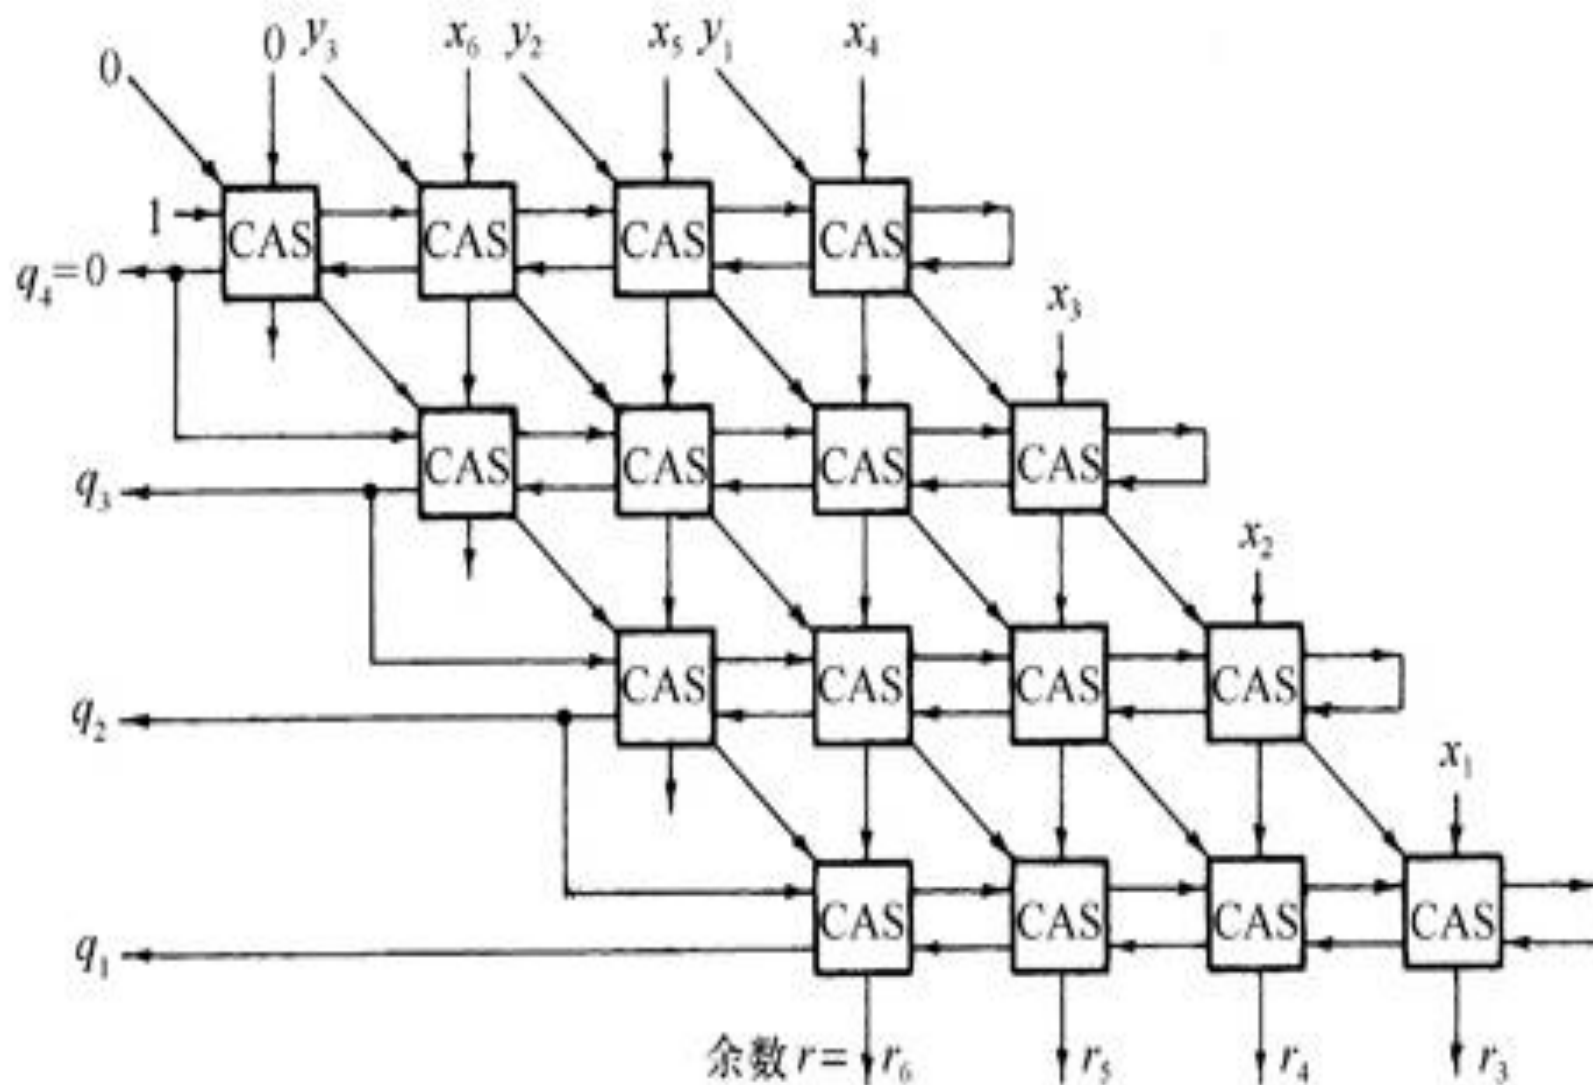 0 0 y₃ x₆ y₂ x₅ y₁ x₄
1 CAS CAS CAS CAS
q₄=0
x₃
CAS CAS CAS CAS
q₃
x₂
CAS CAS CAS CAS
q₂
x₁
CAS CAS CAS CAS
q₁
余数 r= r₆ r₅ r₄ r₃